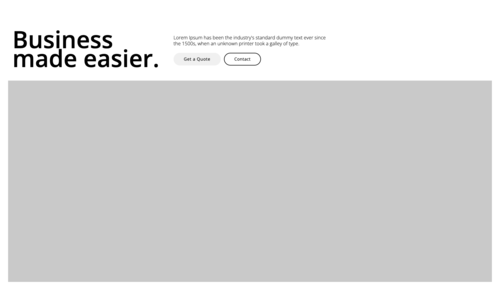 Business
made easier.
Lorem Ipsum has been the industry's standard dummy text ever since
the 1500s, when an unknown printer took a galley of type.
Get a Quote
Contact